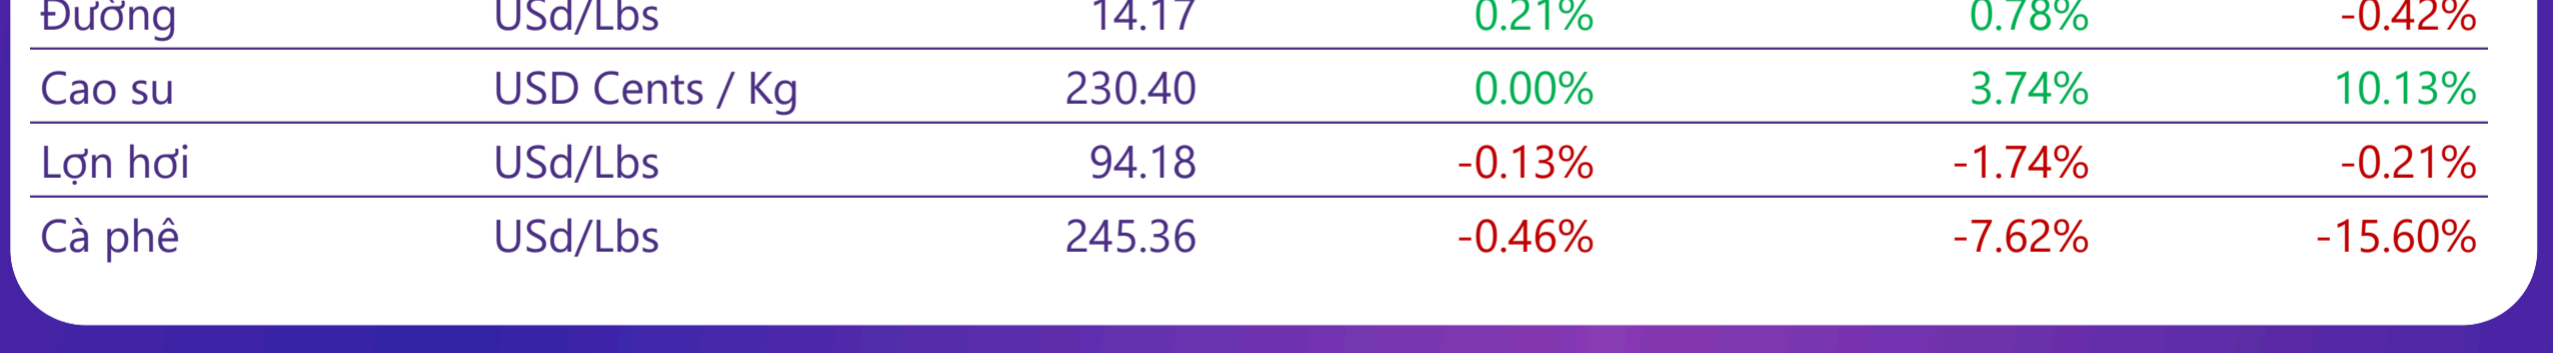 Đường USd/Lbs 14.17 0.21% 0.78% -0.42%
Cao su USD Cents / Kg 230.40 0.00% 3.74% 10.13%
Lợn hơi USd/Lbs 94.18 -0.13% -1.74% -0.21%
Cà phê USd/Lbs 245.36 -0.46% -7.62% -15.60%